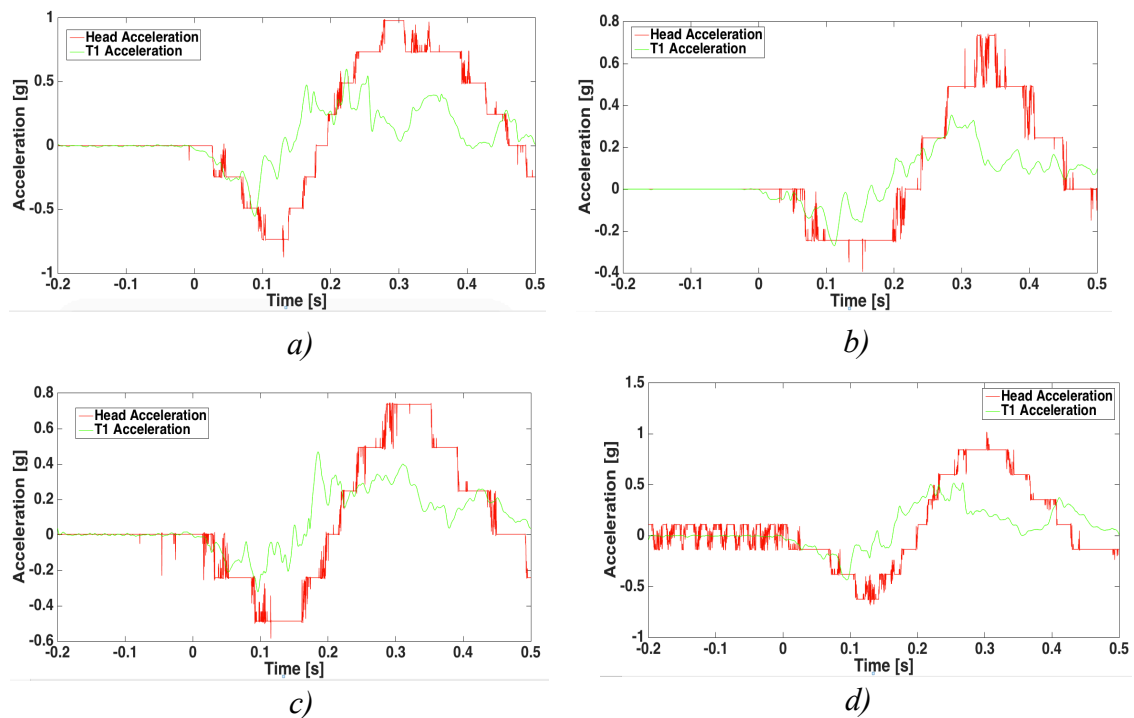 Head Acceleration
T1 Acceleration
Acceleration [g]
1
0.5
0
-0.5
-1
-0.2 -0.1 0 0.1 0.2 0.3 0.4 0.5
Time [s]
a)
Head Acceleration
T1 Acceleration
Acceleration [g]
0.8
0.6
0.4
0.2
0
-0.2
-0.4
-0.2 -0.1 0 0.1 0.2 0.3 0.4 0.5
Time [s]
b)
Head Acceleration
T1 Acceleration
Acceleration [g]
0.8
0.6
0.4
0.2
0
-0.2
-0.4
-0.6
-0.2 -0.1 0 0.1 0.2 0.3 0.4 0.5
Time [s]
c)
Head Acceleration
T1 Acceleration
Acceleration [g]
1.5
1
0.5
0
-0.5
-1
-0.2 -0.1 0 0.1 0.2 0.3 0.4 0.5
Time [s]
d)